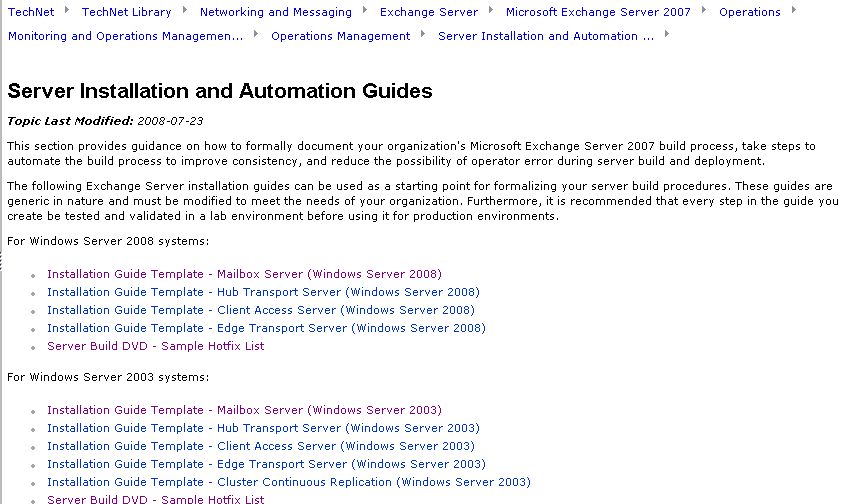 TechNet TechNet Library Networking and Messaging Exchange Server Microsoft Exchange Server 2007 Operations
Monitoring and Operations Managemen... Operations Management Server Installation and Automation ...
Server Installation and Automation Guides
Topic Last Modified: 2008-07-23
This section provides guidance on how to formally document your organization's Microsoft Exchange Server 2007 build process, take steps to
automate the build process to improve consistency, and reduce the possibility of operator error during server build and deployment.
The following Exchange Server installation guides can be used as a starting point for formalizing your server build procedures. These guides are
generic in nature and must be modified to meet the needs of your organization. Furthermore, it is recommended that every step in the guide you
create be tested and validated in a lab environment before using it for production environments.
For Windows Server 2008 systems:
Installation Guide Template - Mailbox Server (Windows Server 2008)
Installation Guide Template - Hub Transport Server (Windows Server 2008)
Installation Guide Template - Client Access Server (Windows Server 2008)
Installation Guide Template - Edge Transport Server (Windows Server 2008)
Server Build DVD - Sample Hotfix List
For Windows Server 2003 systems:
Installation Guide Template - Mailbox Server (Windows Server 2003)
Installation Guide Template - Hub Transport Server (Windows Server 2003)
Installation Guide Template - Client Access Server (Windows Server 2003)
Installation Guide Template - Edge Transport Server (Windows Server 2003)
Installation Guide Template - Cluster Continuous Replication (Windows Server 2003)
Server Build DVD - Sample Hotfix List